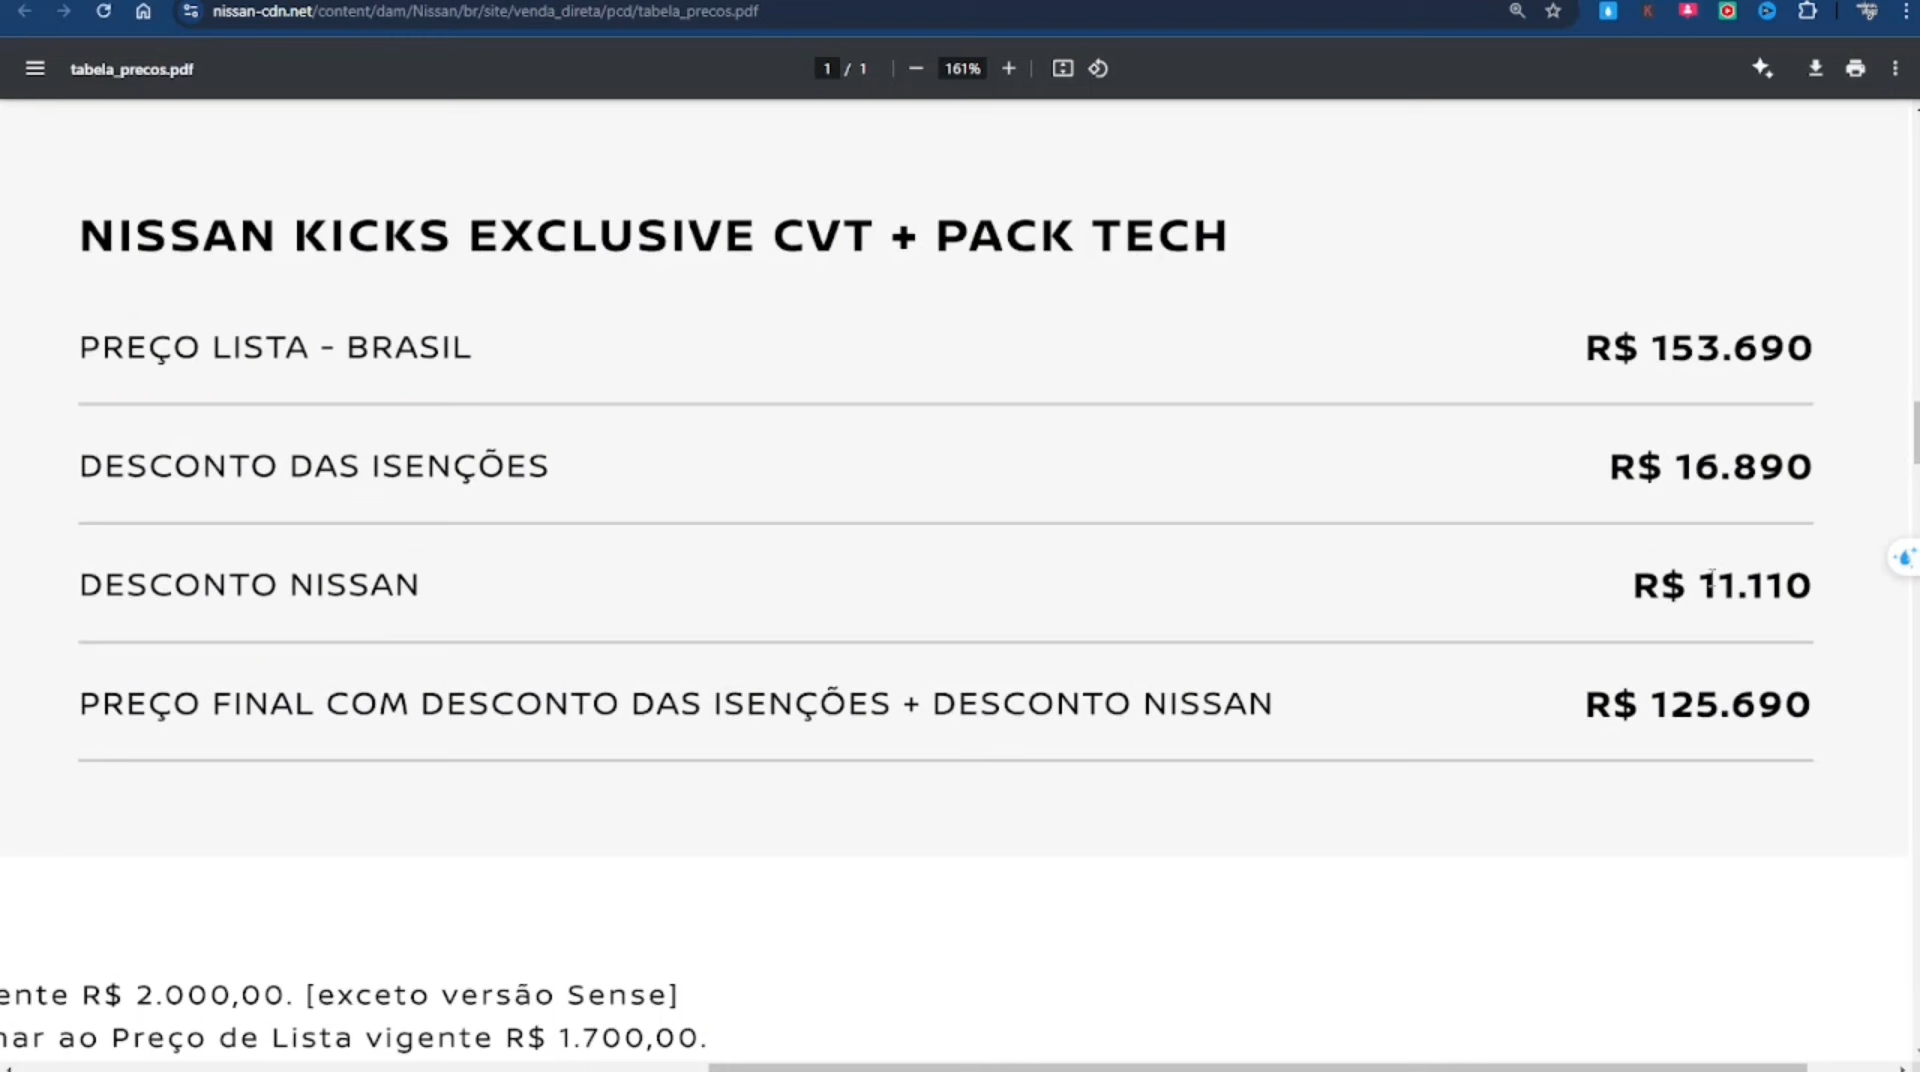 nissan-cdn.net/content/dam/Nissan/br/site/venda_direta/pcd/tabela_precos.pdf
tabela_precos.pdf
1 / 1
161%
NISSAN KICKS EXCLUSIVE CVT + PACK TECH
PREÇO LISTA - BRASIL R$ 153.690
DESCONTO DAS ISENÇÕES R$ 16.890
DESCONTO NISSAN R$ 11.110
PREÇO FINAL COM DESCONTO DAS ISENÇÕES + DESCONTO NISSAN R$ 125.690
ente R$ 2.000,00. [exceto versão Sense]
nar ao Preço de Lista vigente R$ 1.700,00.